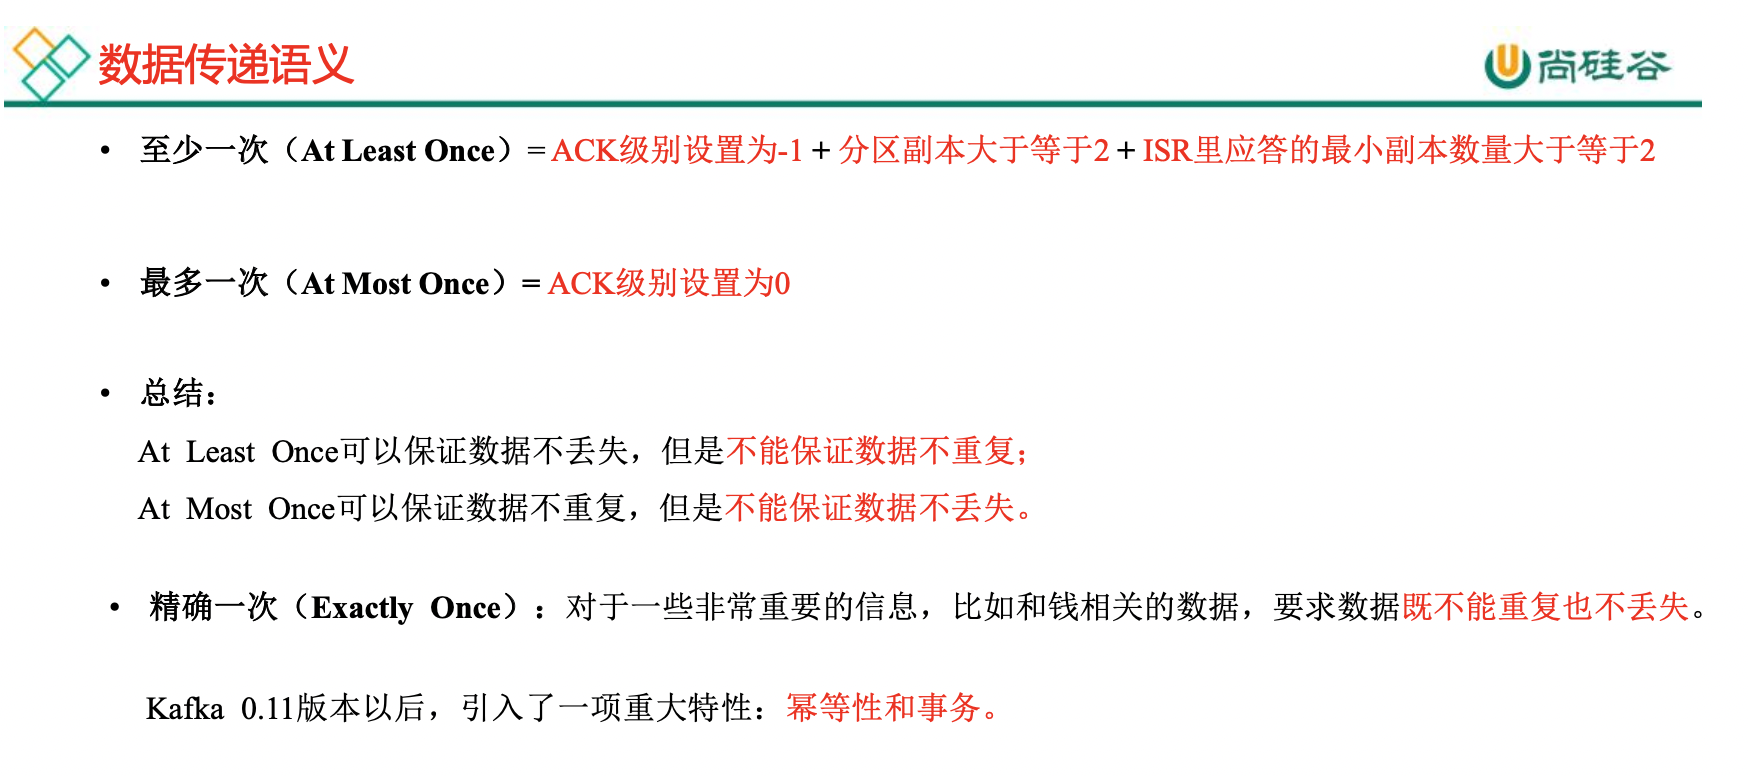 数据传递语义
尚硅谷
• 至少一次（At Least Once）= ACK级别设置为-1 + 分区副本大于等于2 + ISR里应答的最小副本数量大于等于2
• 最多一次（At Most Once）= ACK级别设置为0
• 总结：
At Least Once可以保证数据不丢失，但是不能保证数据不重复；
At Most Once可以保证数据不重复，但是不能保证数据不丢失。
• 精确一次（Exactly Once）：对于一些非常重要的信息，比如和钱相关的数据，要求数据既不能重复也不丢失。
Kafka 0.11版本以后，引入了一项重大特性：幂等性和事务。